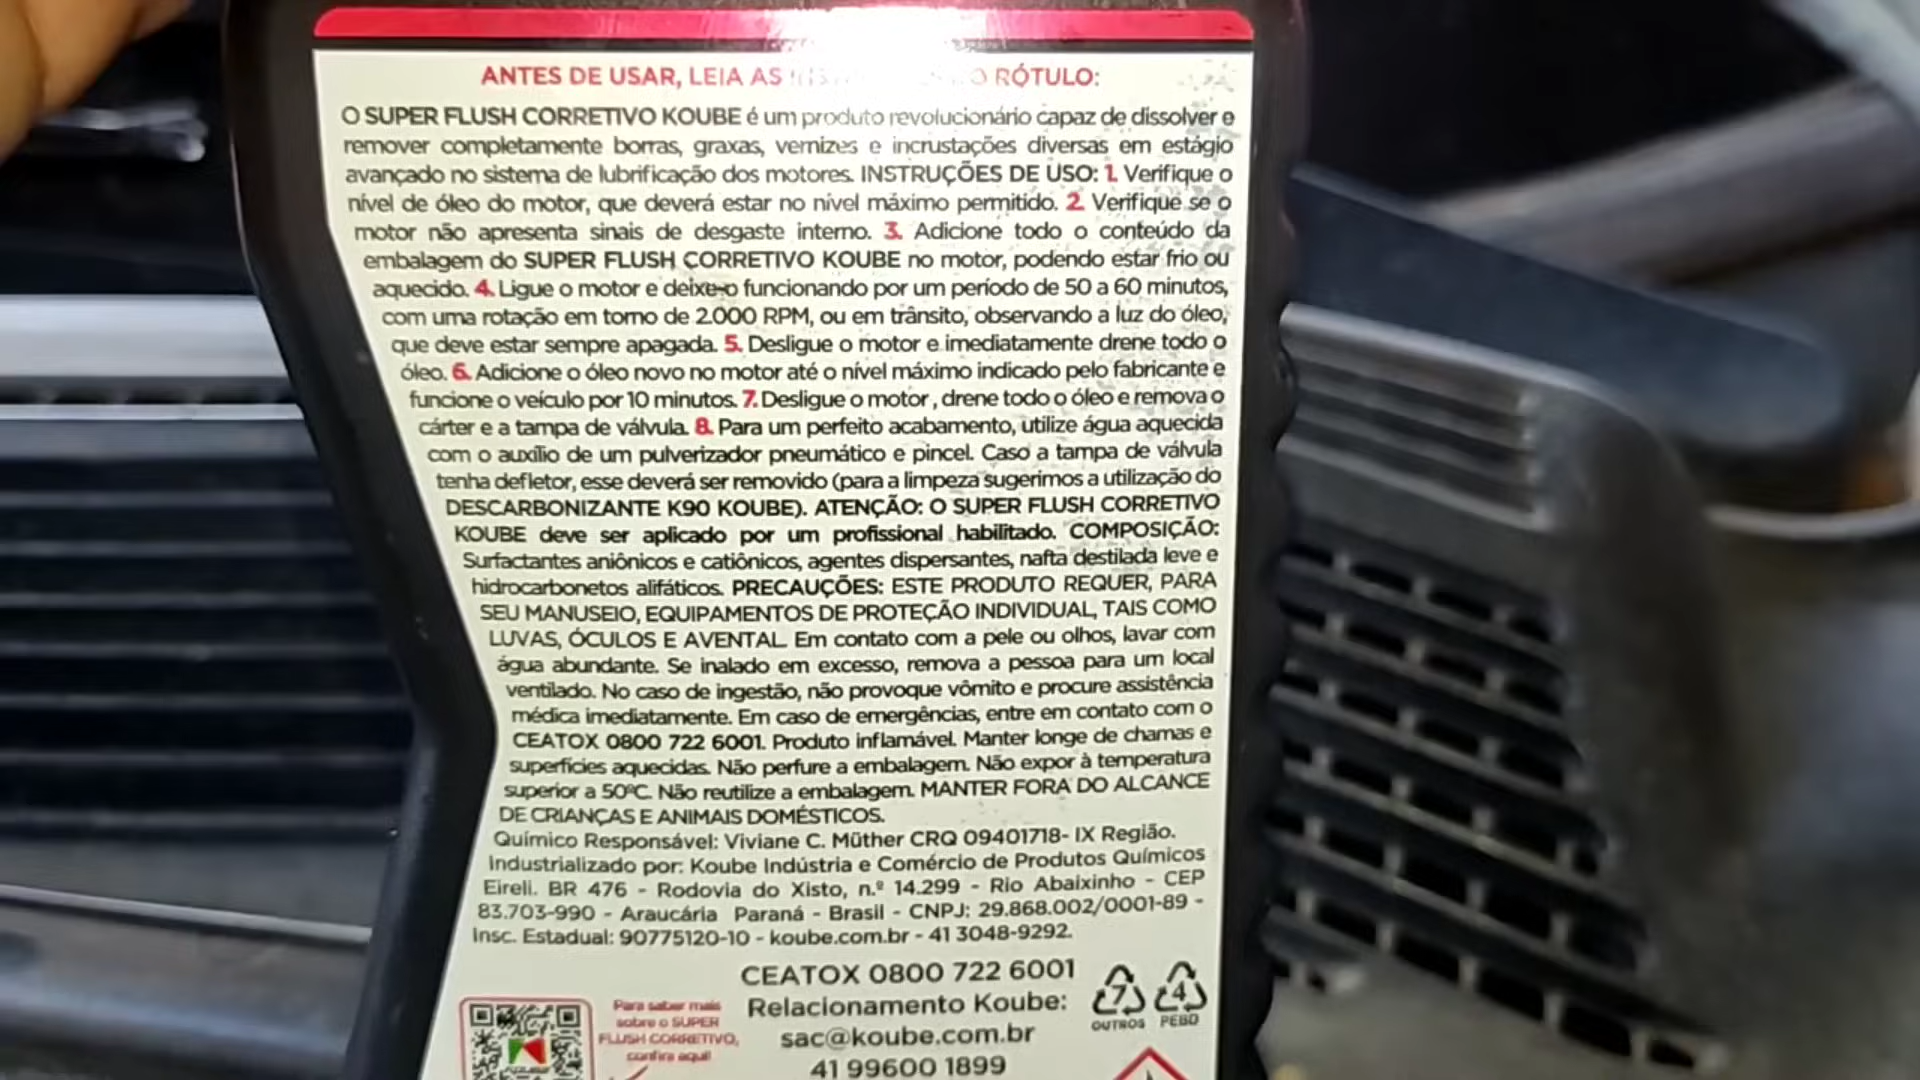 ANTES DE USAR, LEIA AS RÓTULO:
O SUPER FLUSH CORRETIVO KOUBE é um produto revolucionário capaz de dissolver e
remover completamente borras, graxas, vernizes e incrustações diversas em estágio
avançado no sistema de lubrificação dos motores. INSTRUÇÕES DE USO: 1. Verifique o
nível de óleo do motor, que deverá estar no nível máximo permitido. 2. Verifique se o
motor não apresenta sinais de desgaste interno. 3. Adicione todo o conteúdo da
embalagem do SUPER FLUSH CORRETIVO KOUBE no motor, podendo estar frio ou
aquecido. 4. Ligue o motor e deixe-o funcionando por um período de 50 a 60 minutos,
com uma rotação em torno de 2.000 RPM, ou em trânsito, observando a luz do óleo,
que deve estar sempre apagada. 5. Desligue o motor e imediatamente drene todo o
óleo. 6. Adicione o óleo novo no motor até o nível máximo indicado pelo fabricante e
funcione o veículo por 10 minutos. 7. Desligue o motor, drene todo o óleo e remova o
cárter e a tampa de válvula. 8. Para um perfeito acabamento, utilize água aquecida
com o auxílio de um pulverizador pneumático e pincel. Caso a tampa de válvula
tenha defletor, esse deverá ser removido (para a limpeza sugerimos a utilização do
DESCARBONIZANTE K90 KOUBE). ATENÇÃO: O SUPER FLUSH CORRETIVO
KOUBE deve ser aplicado por um profissional habilitado. COMPOSIÇÃO:
Surfactantes aniônicos e catiônicos, agentes dispersantes, nafta destilada leve e
hidrocarbonetos alifáticos. PRECAUÇÕES: ESTE PRODUTO REQUER, PARA
SEU MANUSEIO, EQUIPAMENTOS DE PROTEÇÃO INDIVIDUAL, TAIS COMO
LUVAS, ÓCULOS E AVENTAL. Em contato com a pele ou olhos, lavar com
água abundante. Se inalado em excesso, remova a pessoa para um local
ventilado. No caso de ingestão, não provoque vômito e procure assistência
médica imediatamente. Em caso de emergências, entre em contato com o
CEATOX 0800 722 6001. Produto inflamável. Manter longe de chamas e
superfícies aquecidas. Não perfure a embalagem. Não expor à temperatura
superior a 50ºC. Não reutilize a embalagem. MANTER FORA DO ALCANCE
DE CRIANÇAS E ANIMAIS DOMÉSTICOS.
Químico Responsável: Viviane C. Müther CRQ 09401718- IX Região.
Industrializado por: Koube Indústria e Comércio de Produtos Químicos
Eireli. BR 476 - Rodovia do Xisto, n.º 14.299 - Rio Abaixinho - CEP
83.703-990 - Araucária Paraná - Brasil - CNPJ: 29.868.002/0001-89 -
Insc. Estadual: 90775120-10 - koube.com.br - 41 3048-9292.
CEATOX 0800 722 6001
Relacionamento Koube:
sac@koube.com.br
41 99600 1899
Para saber mais
sobre o SUPER
FLUSH CORRETIVO,
confira aqui!
7
OUTROS
4
PEBD